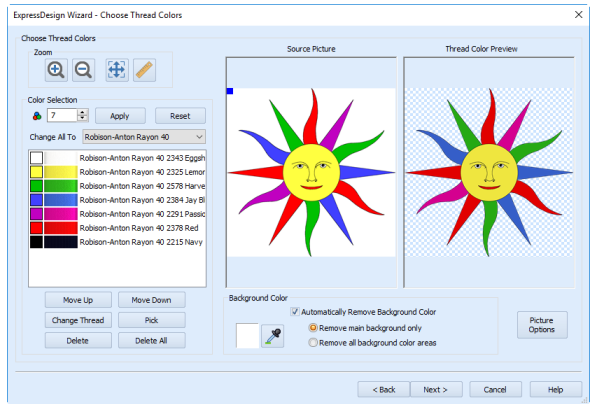 ExpressDesign Wizard - Choose Thread Colors
Choose Thread Colors
Zoom
Source Picture
Thread Color Preview
Color Selection
7
Apply
Reset
Change All To
Robison-Anton Rayon 40
Robison-Anton Rayon 40 2343 Eggsh
Robison-Anton Rayon 40 2325 Lemor
Robison-Anton Rayon 40 2578 Harve
Robison-Anton Rayon 40 2384 Jay Bl
Robison-Anton Rayon 40 2291 Passic
Robison-Anton Rayon 40 2378 Red
Robison-Anton Rayon 40 2215 Navy
Move Up
Move Down
Change Thread
Pick
Delete
Delete All
Background Color
Automatically Remove Background Color
Remove main background only
Remove all background color areas
Picture
Options
< Back
Next >
Cancel
Help